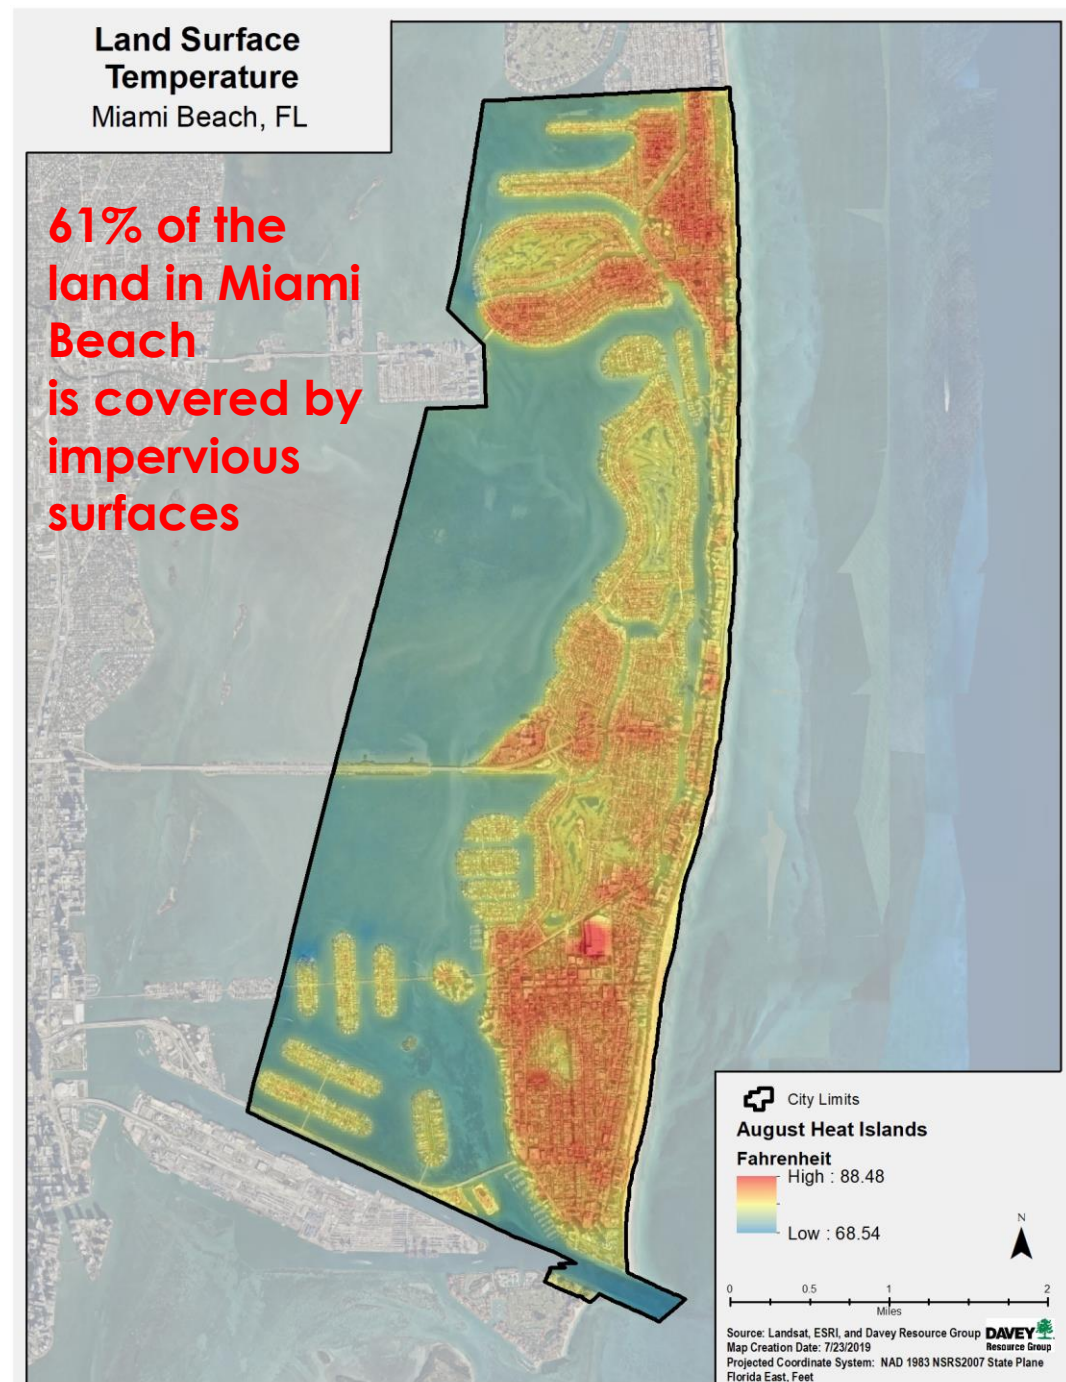 Land Surface
Temperature
Miami Beach, FL
61% of the
land in Miami
Beach
is covered by
impervious
surfaces
City Limits
August Heat Islands
Fahrenheit
High : 88.48
Low : 68.54
N
0 0.5 1 2
Miles
Source: Landsat, ESRI, and Davey Resource Group
DAVEY
Resource Group
Map Creation Date: 7/23/2019
Projected Coordinate System: NAD 1983 NSRS2007 State Plane
Florida East, Feet